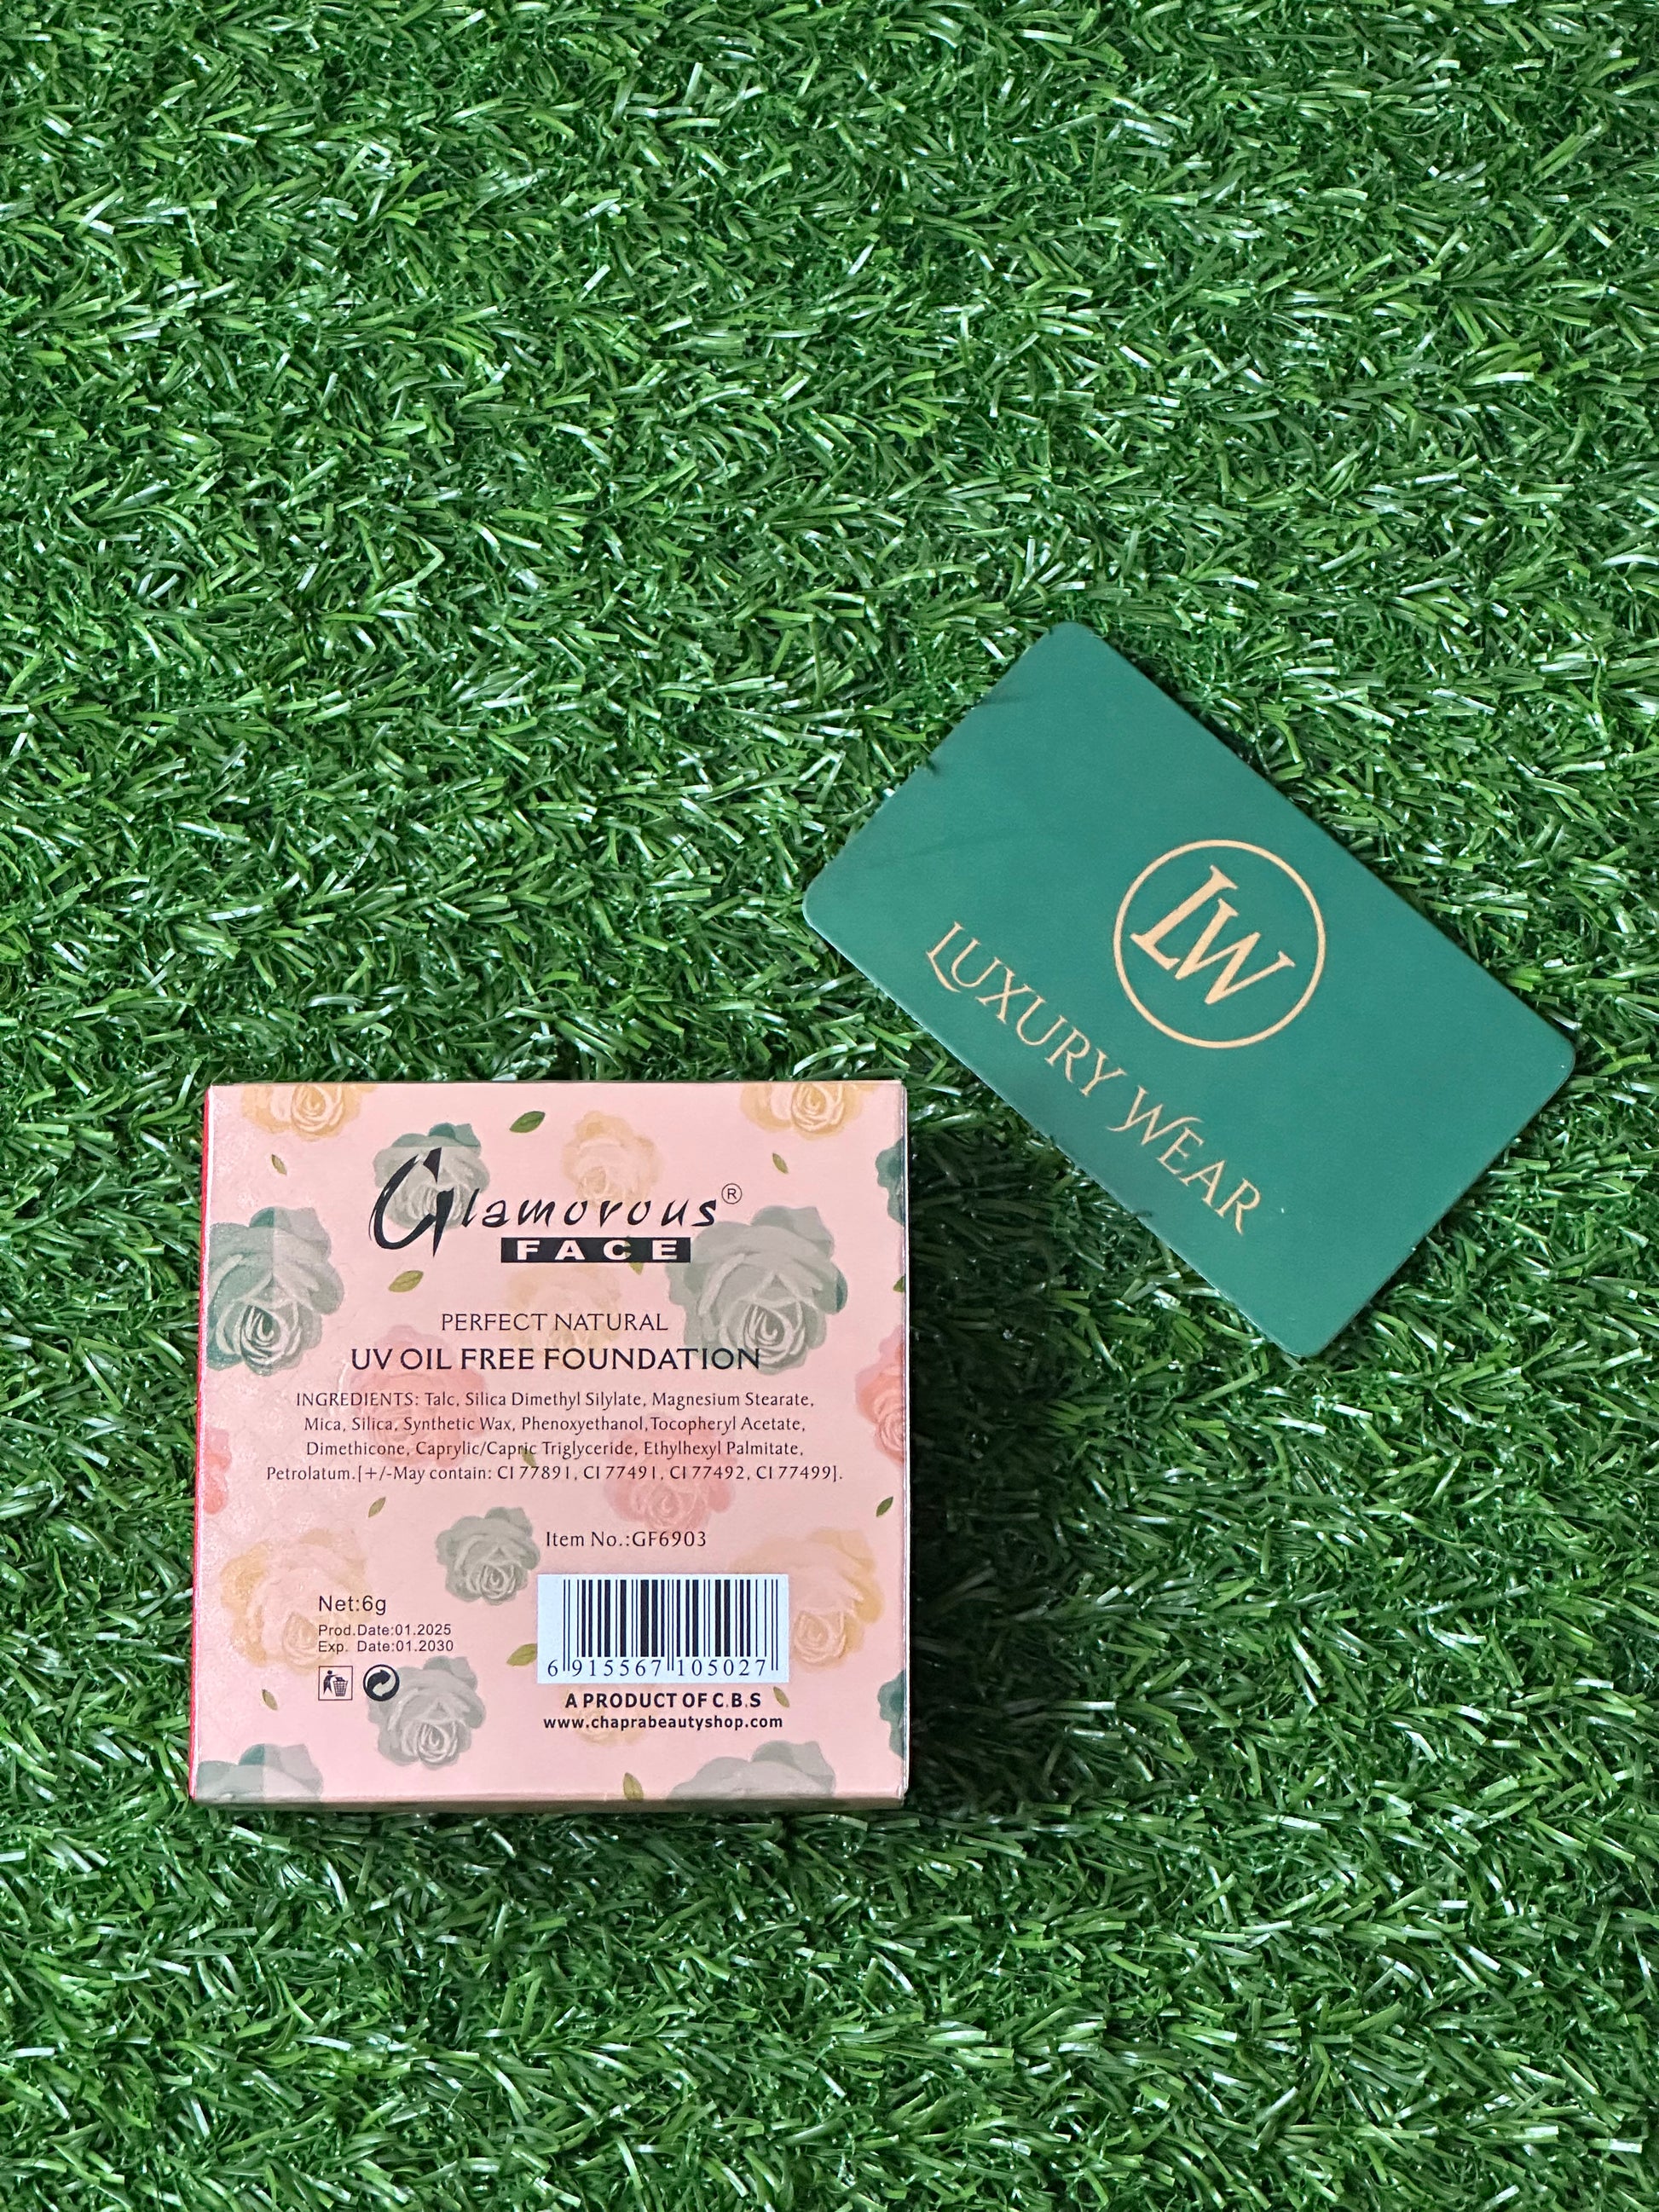 LW
LUXURY WEAR
Glamorous®
FACE
PERFECT NATURAL
UV OIL FREE FOUNDATION
INGREDIENTS: Talc, Silica Dimethyl Silylate, Magnesium Stearate,
Mica, Silica, Synthetic Wax, Phenoxyethanol, Tocopheryl Acetate,
Dimethicone, Caprylic/Capric Triglyceride, Ethylhexyl Palmitate,
Petrolatum.[+/-May contain: CI 77891, CI 77491, CI 77492, CI 77499].
Item No.:GF6903
Net:6g
Prod.Date:01.2025
Exp. Date:01.2030
6 915567 105027
A PRODUCT OF C.B.S
www.chaprabeautyshop.com